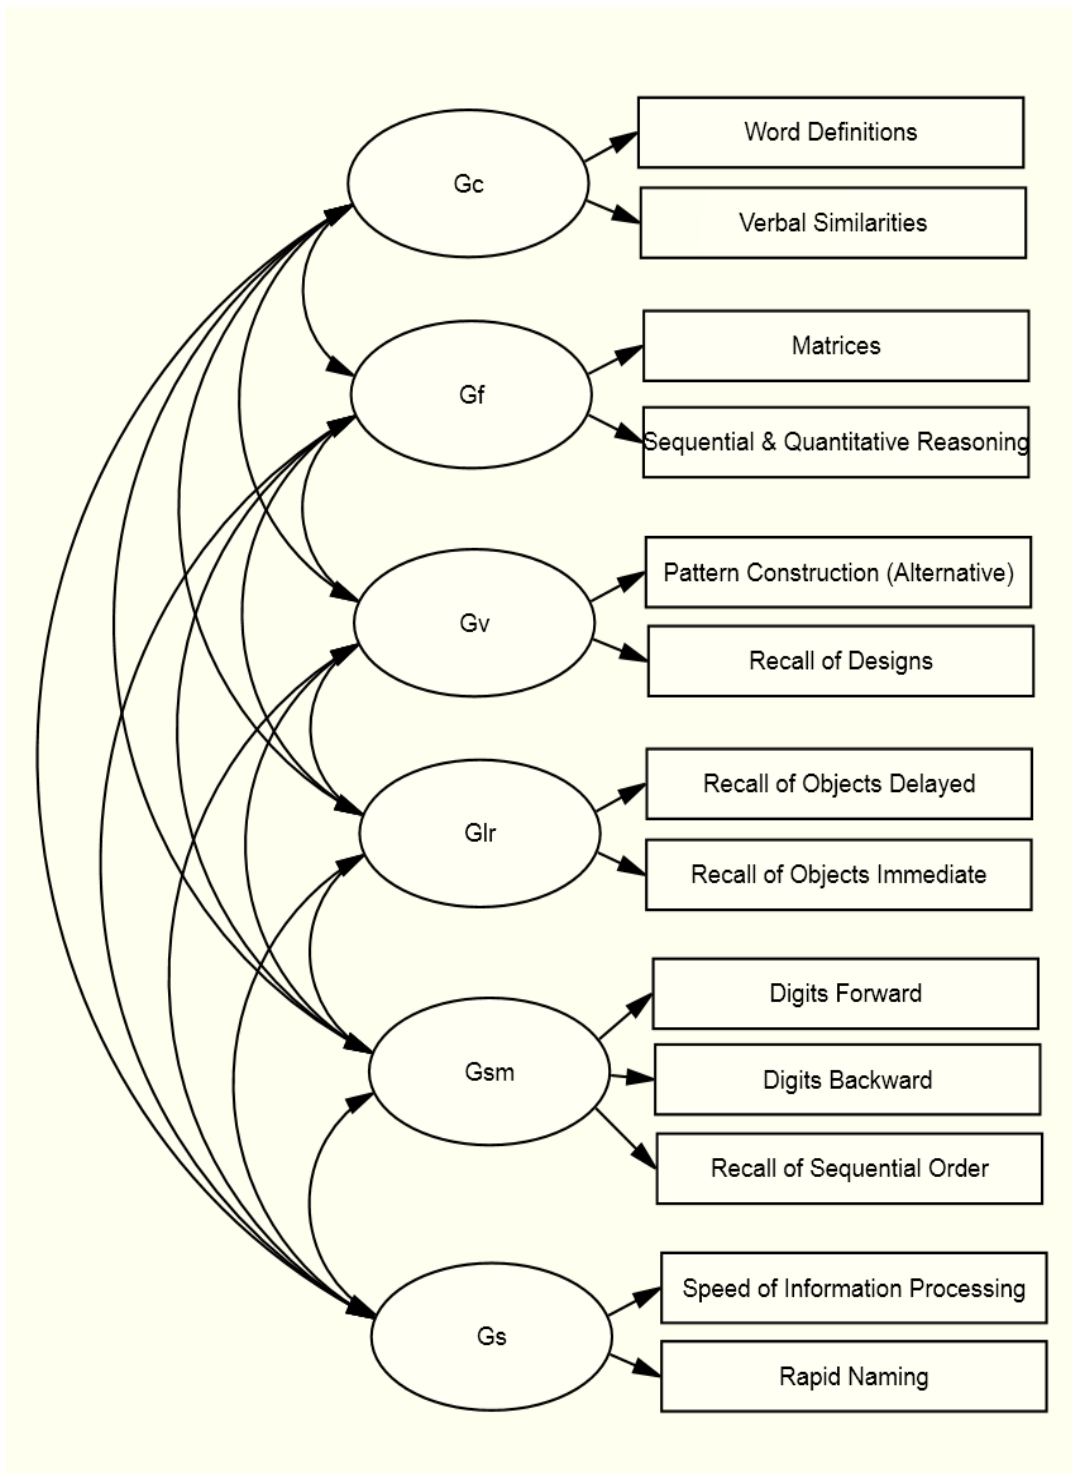 Gc
Word Definitions
Verbal Similarities
Gf
Matrices
Sequential & Quantitative Reasoning
Gv
Pattern Construction (Alternative)
Recall of Designs
Glr
Recall of Objects Delayed
Recall of Objects Immediate
Gsm
Digits Forward
Digits Backward
Recall of Sequential Order
Gs
Speed of Information Processing
Rapid Naming